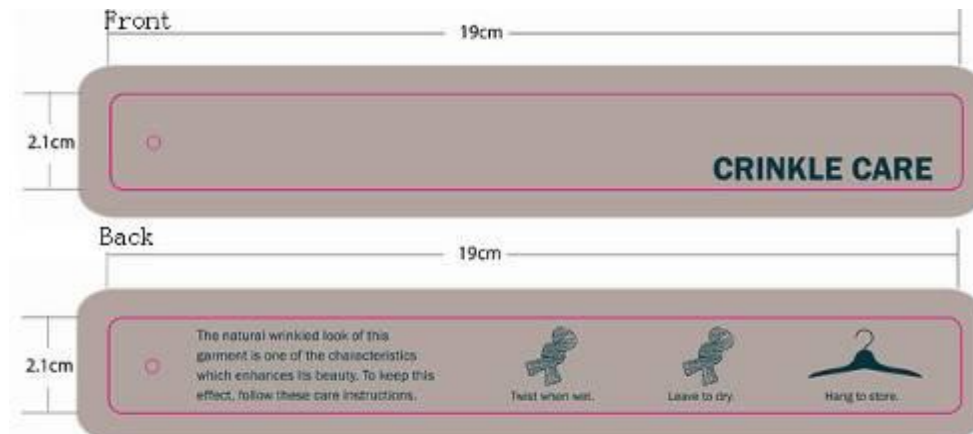 Front
19cm
2.1cm
CRINKLE CARE
Back
19cm
2.1cm
The natural wrinkled look of this
garment is one of the characteristics
which enhances its beauty. To keep this
effect, follow these care instructions.
Twist when wet.
Leave to dry.
Hang to store.